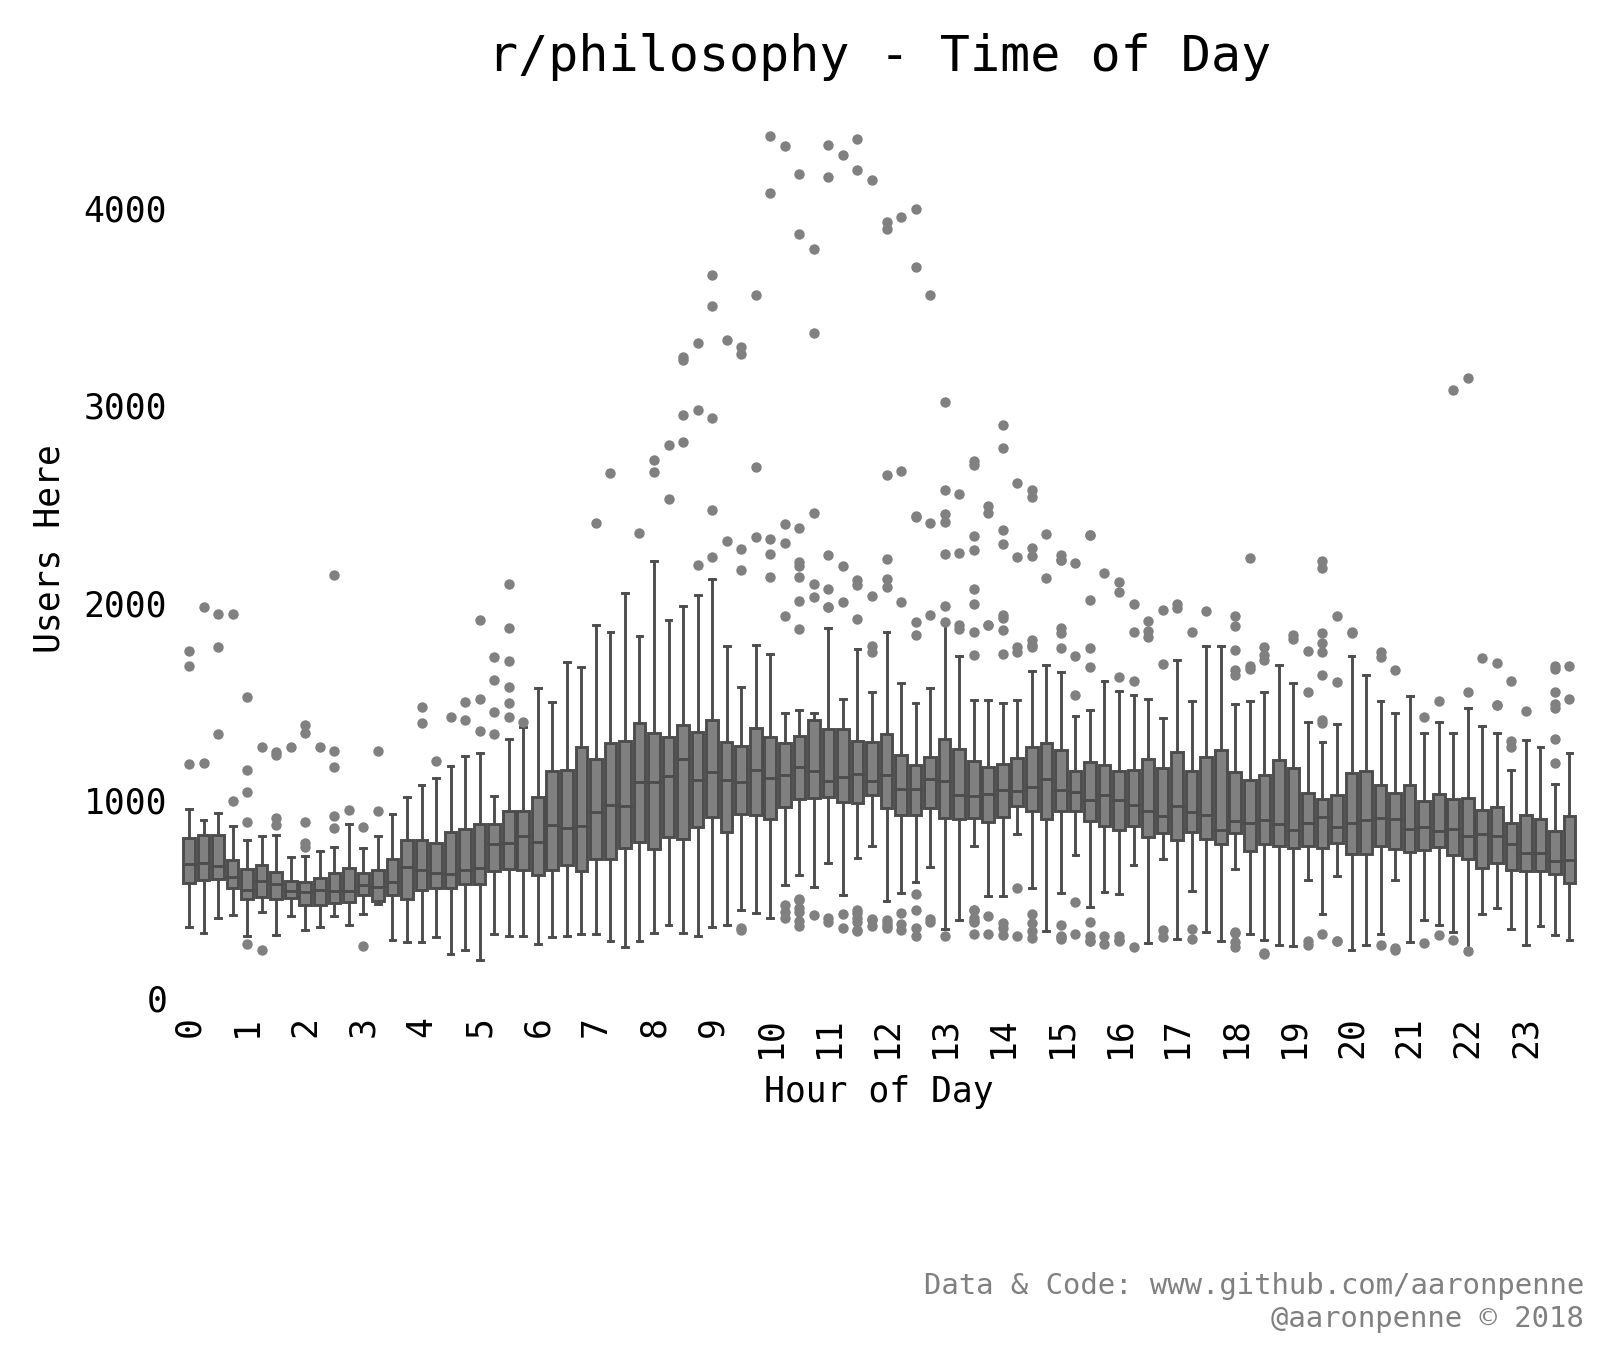 r/philosophy - Time of Day
4000
3000
2000
1000
0
Users Here
0 1 2 3 4 5 6 7 8 9 10 11 12 13 14 15 16 17 18 19 20 21 22 23
Hour of Day
Data & Code: www.github.com/aaronpenne
@aaronpenne © 2018